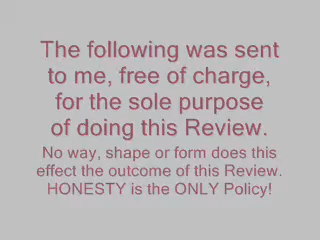 The following was sent
to me, free of charge,
for the sole purpose
of doing this Review.
No way, shape or form does this
effect the outcome of this Review.
HONESTY is the ONLY Policy!